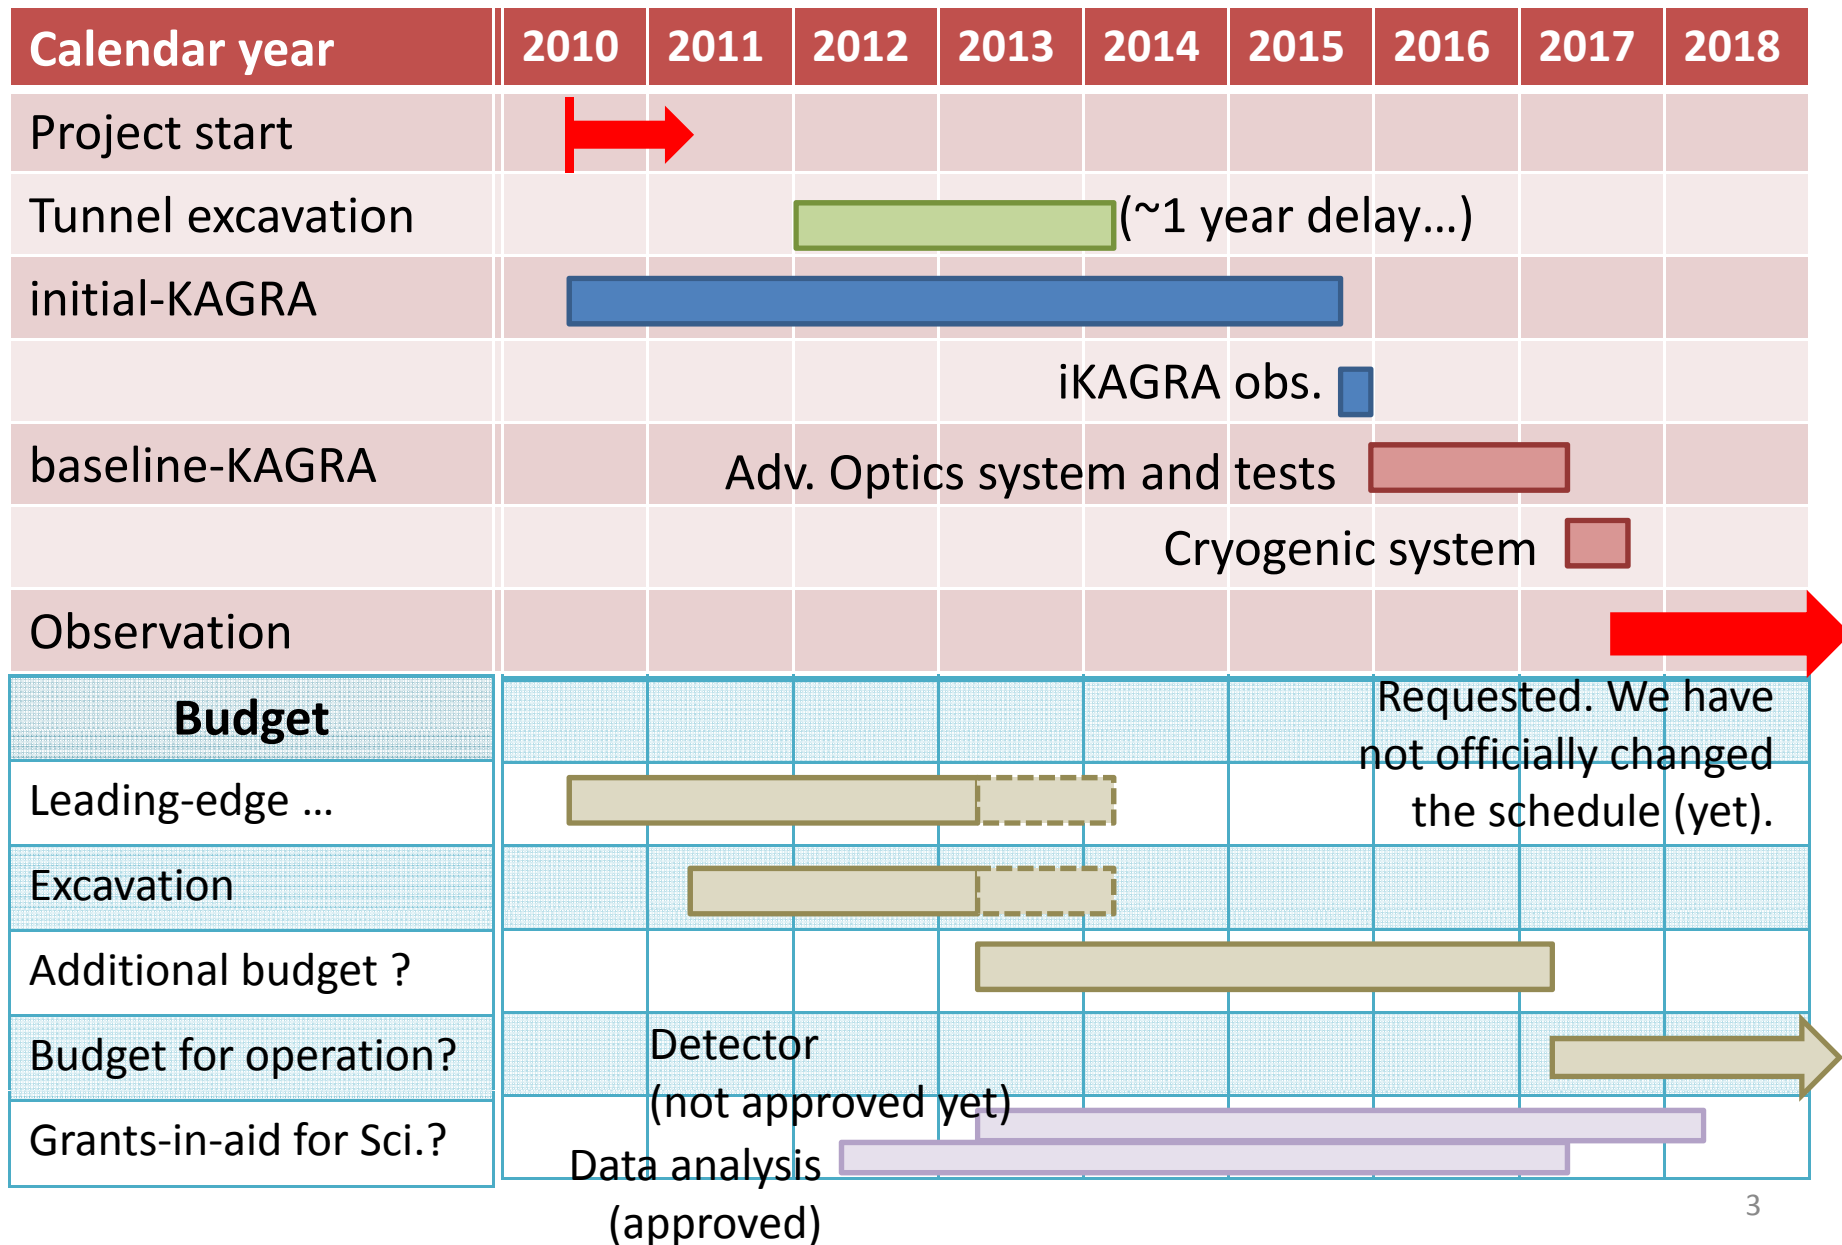 Calendar year 2010 2011 2012 2013 2014 2015 2016 2017 2018
Project start
Tunnel excavation (~1 year delay...)
initial-KAGRA
iKAGRA obs.
baseline-KAGRA Adv. Optics system and tests
Cryogenic system
Observation
Budget
Requested. We have
not officially changed
the schedule (yet).
Leading-edge ...
Excavation
Additional budget ?
Budget for operation?
Detector
(not approved yet)
Grants-in-aid for Sci.?
Data analysis
(approved)
3